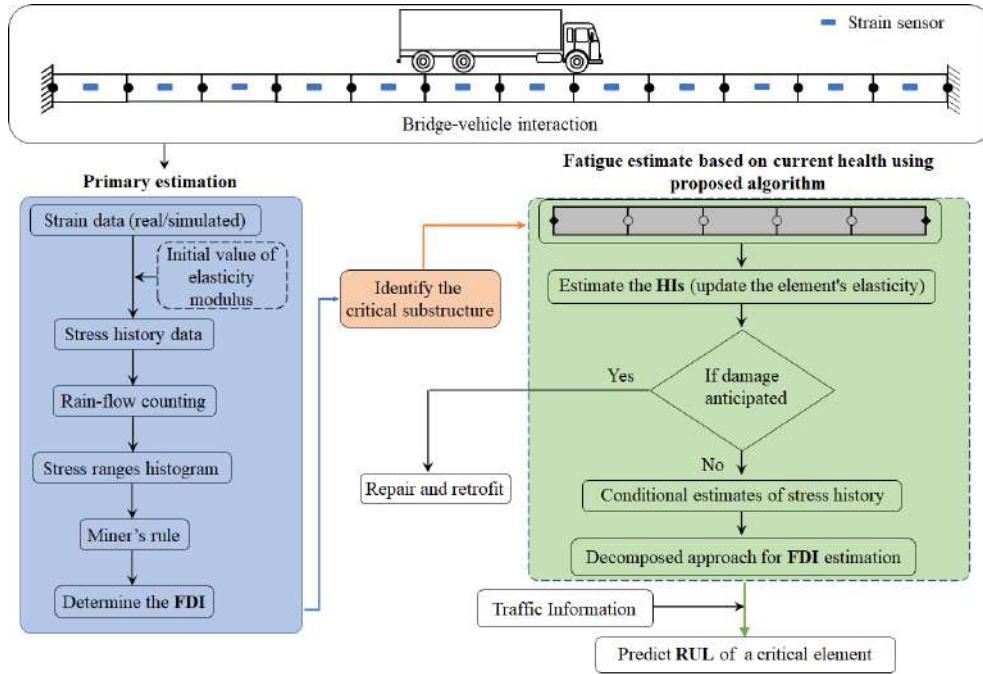 Strain sensor
Bridge-vehicle interaction
Primary estimation
Strain data (real/simulated)
Initial value of
elasticity
modulus
Stress history data
Rain-flow counting
Stress ranges histogram
Miner's rule
Determine the FDI
Identify the
critical substructure
Fatigue estimate based on current health using
proposed algorithm
Estimate the HIs (update the element's elasticity)
If damage
anticipated
Yes
No
Repair and retrofit
Conditional estimates of stress history
Decomposed approach for FDI estimation
Traffic Information
Predict RUL of a critical element